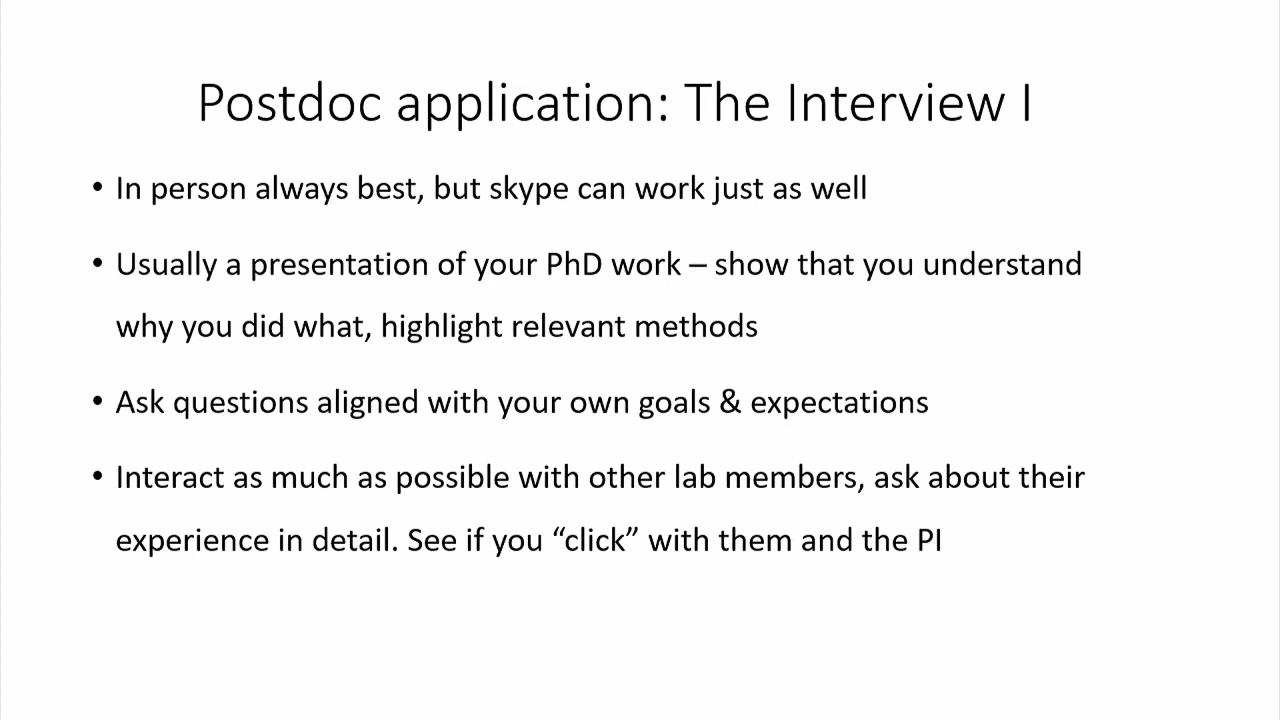 Postdoc application: The Interview I
• In person always best, but skype can work just as well
• Usually a presentation of your PhD work – show that you understand
why you did what, highlight relevant methods
• Ask questions aligned with your own goals & expectations
• Interact as much as possible with other lab members, ask about their
experience in detail. See if you “click” with them and the PI